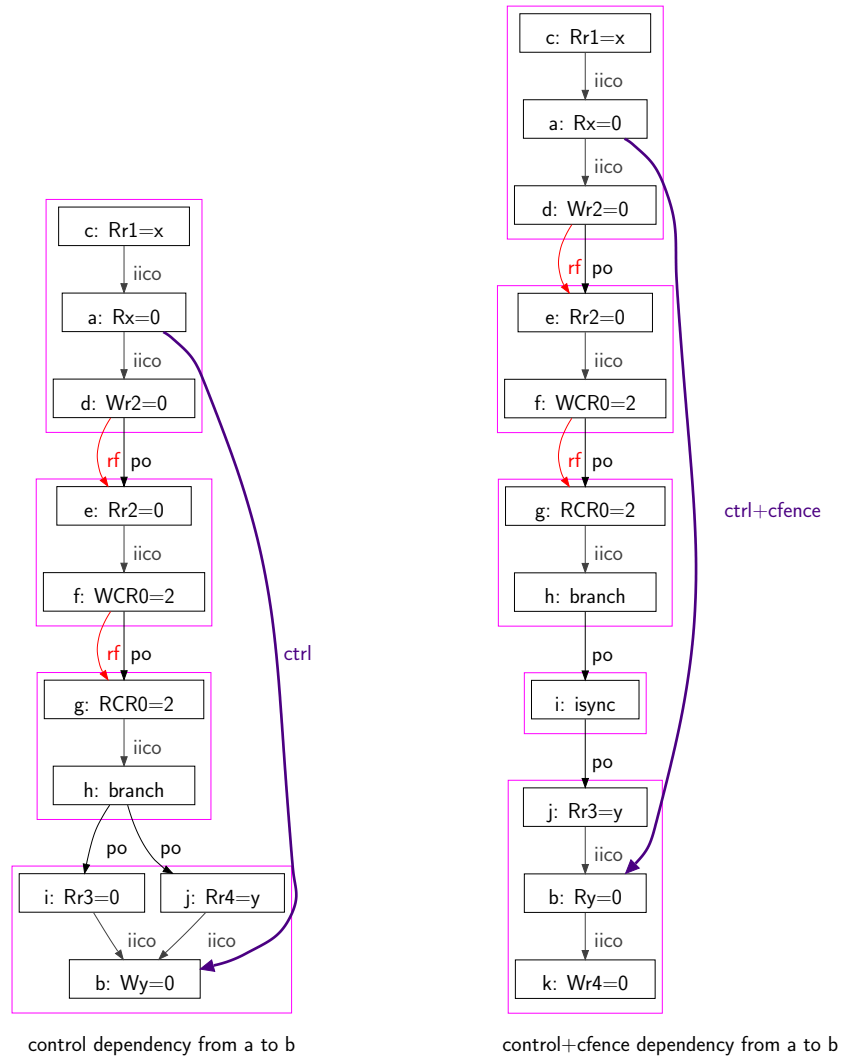 c: Rr1=x
iico
a: Rx=0
iico
d: Wr2=0
rf po
e: Rr2=0
iico
f: WCR0=2
rf po
g: RCR0=2
iico
h: branch
po po
i: Rr3=0 j: Rr4=y
iico iico
b: Wy=0
ctrl
control dependency from a to b
c: Rr1=x
iico
a: Rx=0
iico
d: Wr2=0
rf po
e: Rr2=0
iico
f: WCR0=2
rf po
g: RCR0=2
iico
h: branch
po
i: isync
po
j: Rr3=y
iico
b: Ry=0
iico
k: Wr4=0
ctrl+cfence
control+cfence dependency from a to b